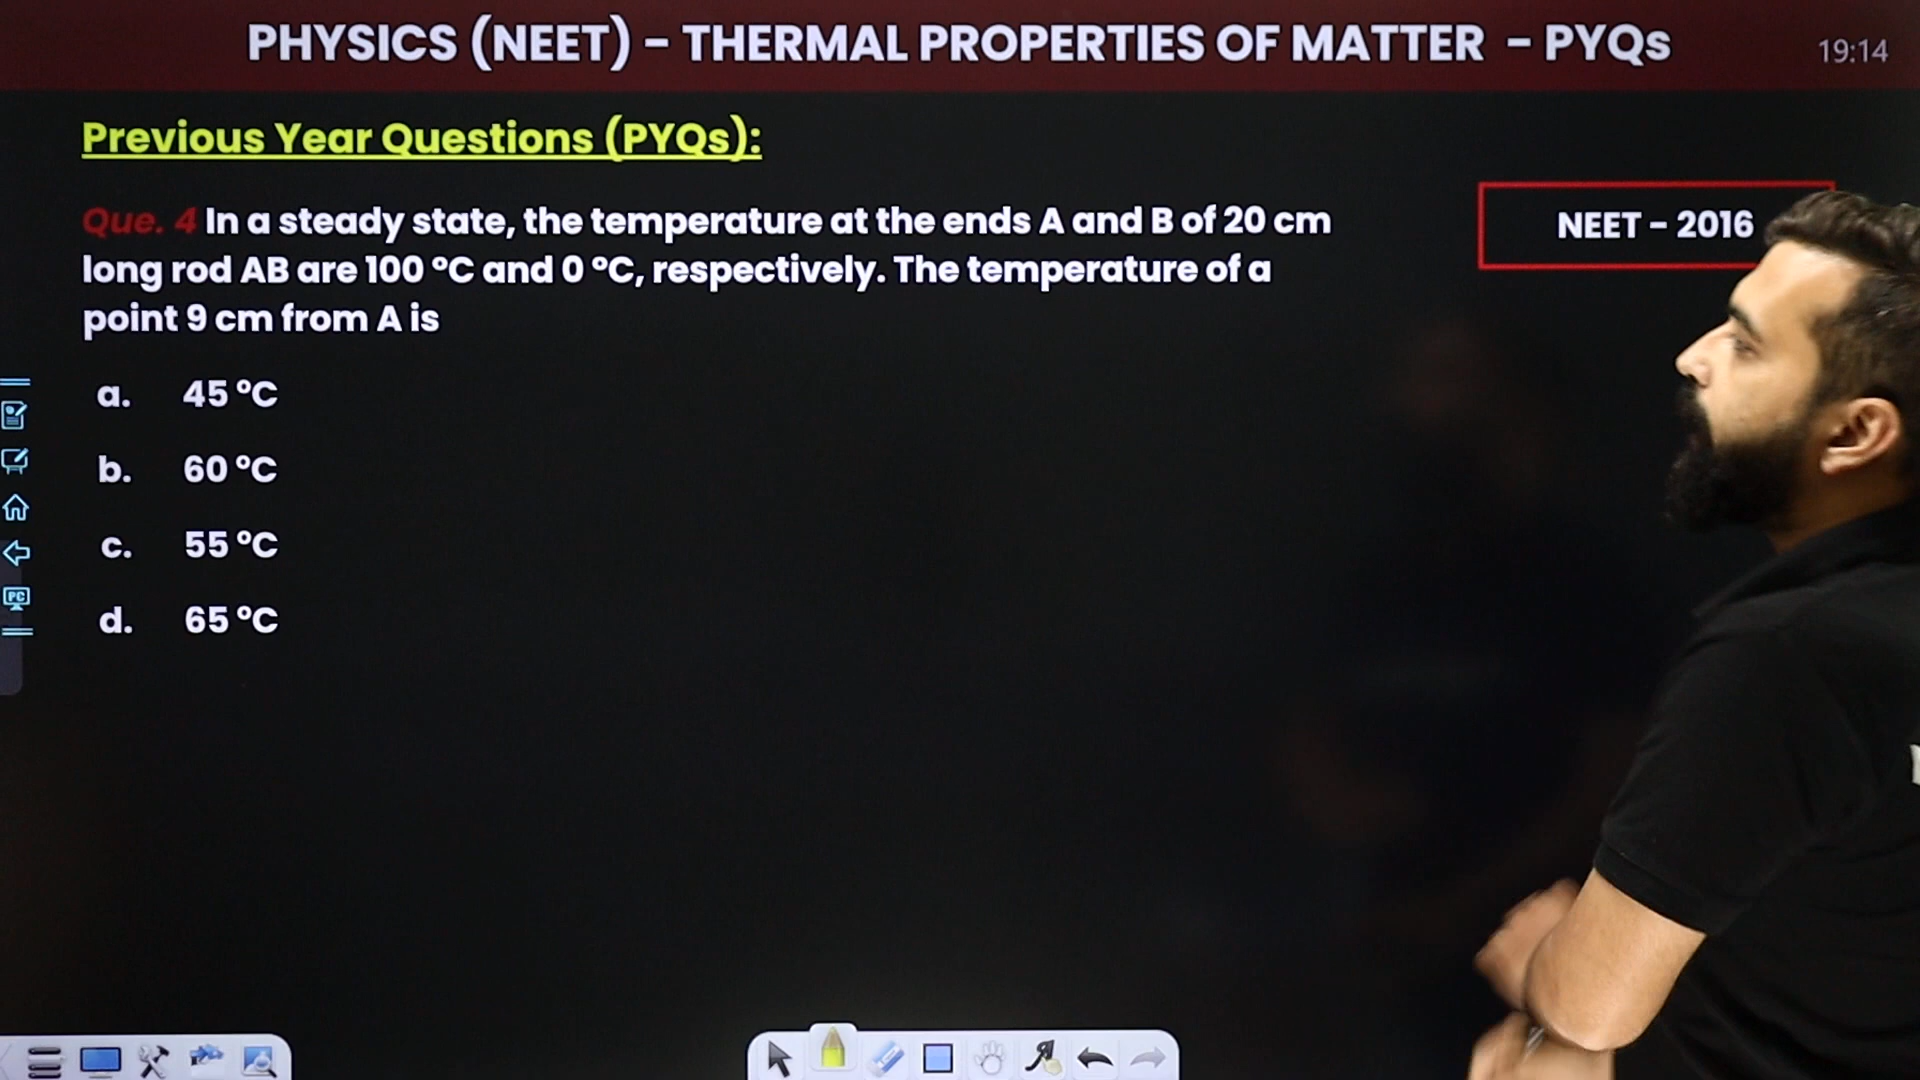 PHYSICS (NEET) - THERMAL PROPERTIES OF MATTER - PYQs
19:14
Previous Year Questions (PYQs):
NEET - 2016
Que. 4 In a steady state, the temperature at the ends A and B of 20 cm
long rod AB are 100 °C and 0 °C, respectively. The temperature of a
point 9 cm from A is
a. 45 °C
b. 60 °C
c. 55 °C
d. 65 °C
PC